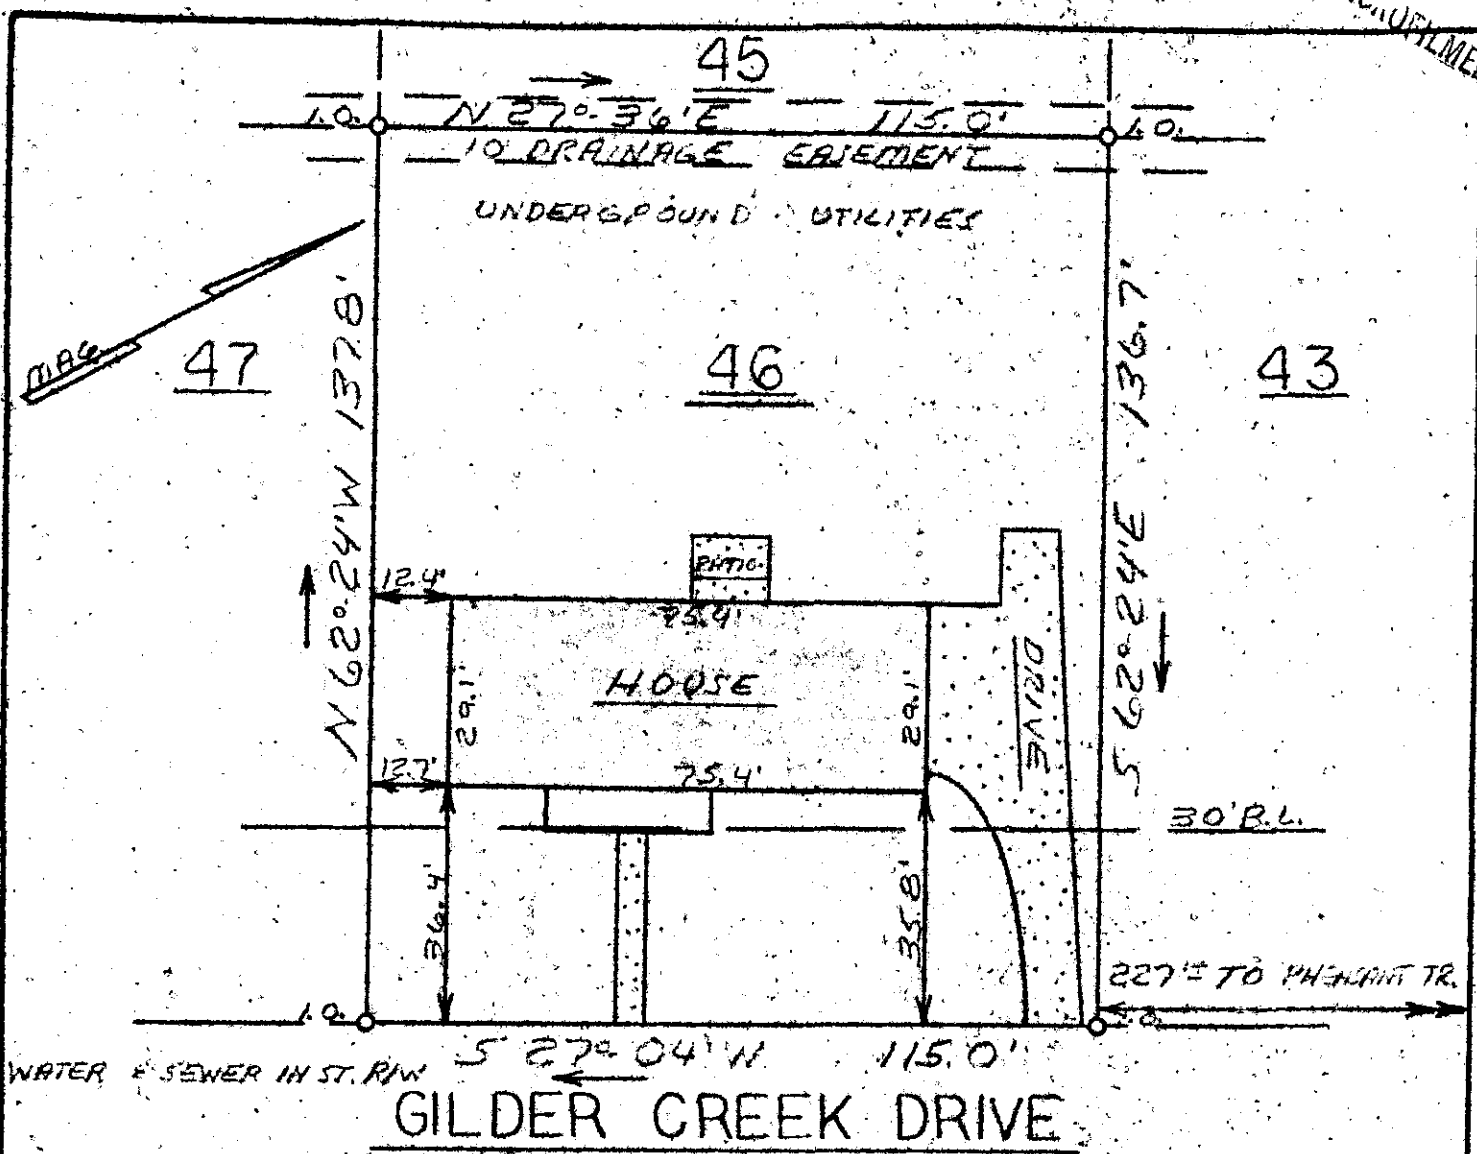 45
N 27°-36'E 115.0'
I.O. I.O.
10' DRAINAGE EASEMENT
UNDERGROUND UTILITIES
MAG
47
46
43
N 62°-24'W 137.8'
S 62°-24'E 136.7'
PATIO
12.4'
75.4'
HOUSE
29.1'
29.1'
DRIVE
12.7'
75.4'
30' B.L.
36.4'
35.8'
227'± TO PHEASANT TR.
I.O. I.O.
S 27°-04'W 115.0'
WATER & SEWER IN ST. R/W
GILDER CREEK DRIVE